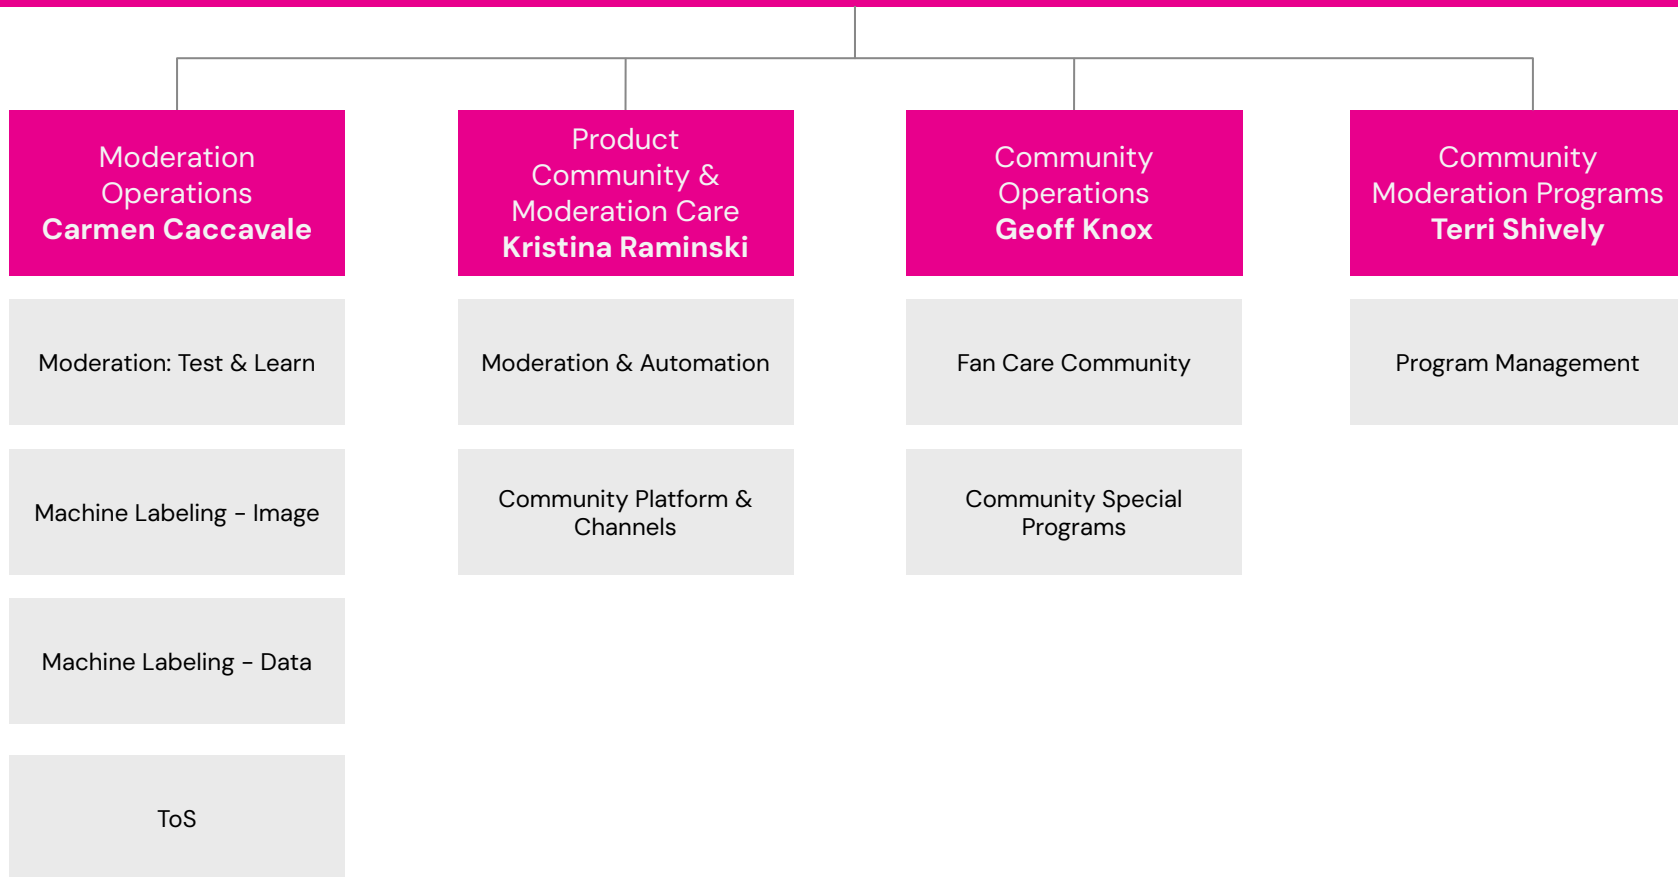 Moderation
Operations
Carmen Caccavale
Product
Community &
Moderation Care
Kristina Raminski
Community
Operations
Geoff Knox
Community
Moderation Programs
Terri Shively
Moderation: Test & Learn
Moderation & Automation
Fan Care Community
Program Management
Machine Labeling - Image
Community Platform &
Channels
Community Special
Programs
Machine Labeling - Data
ToS